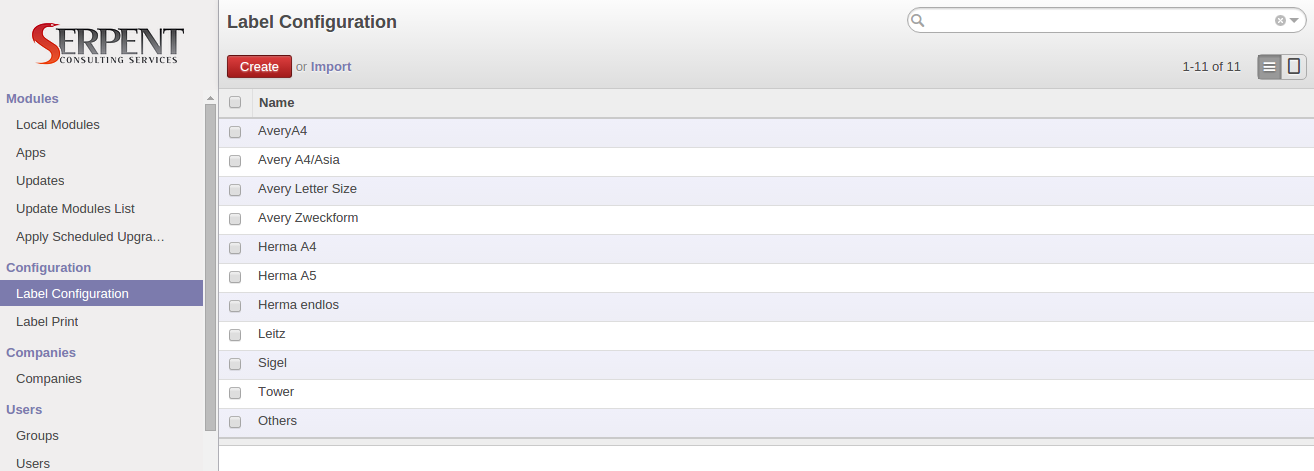 SERPENT
CONSULTING SERVICES
Modules
Local Modules
Apps
Updates
Update Modules List
Apply Scheduled Upgra…
Configuration
Label Configuration
Label Print
Companies
Companies
Users
Groups
Users
Label Configuration
Create or Import
1-11 of 11
Name
AveryA4
Avery A4/Asia
Avery Letter Size
Avery Zweckform
Herma A4
Herma A5
Herma endlos
Leitz
Sigel
Tower
Others